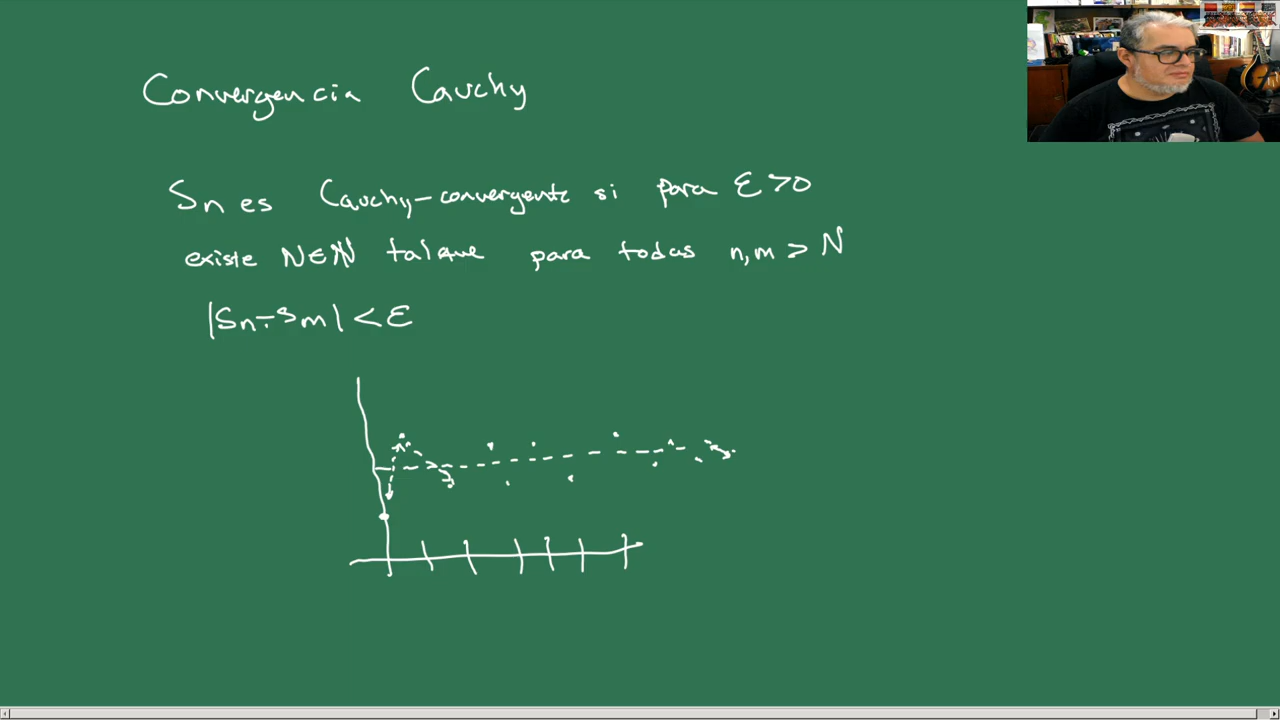 Convergencia Cauchy
Sn es Cauchy-convergente si para ε>0
existe N∈ℕ tal que para todas n,m > N
|Sn-Sm| < ε